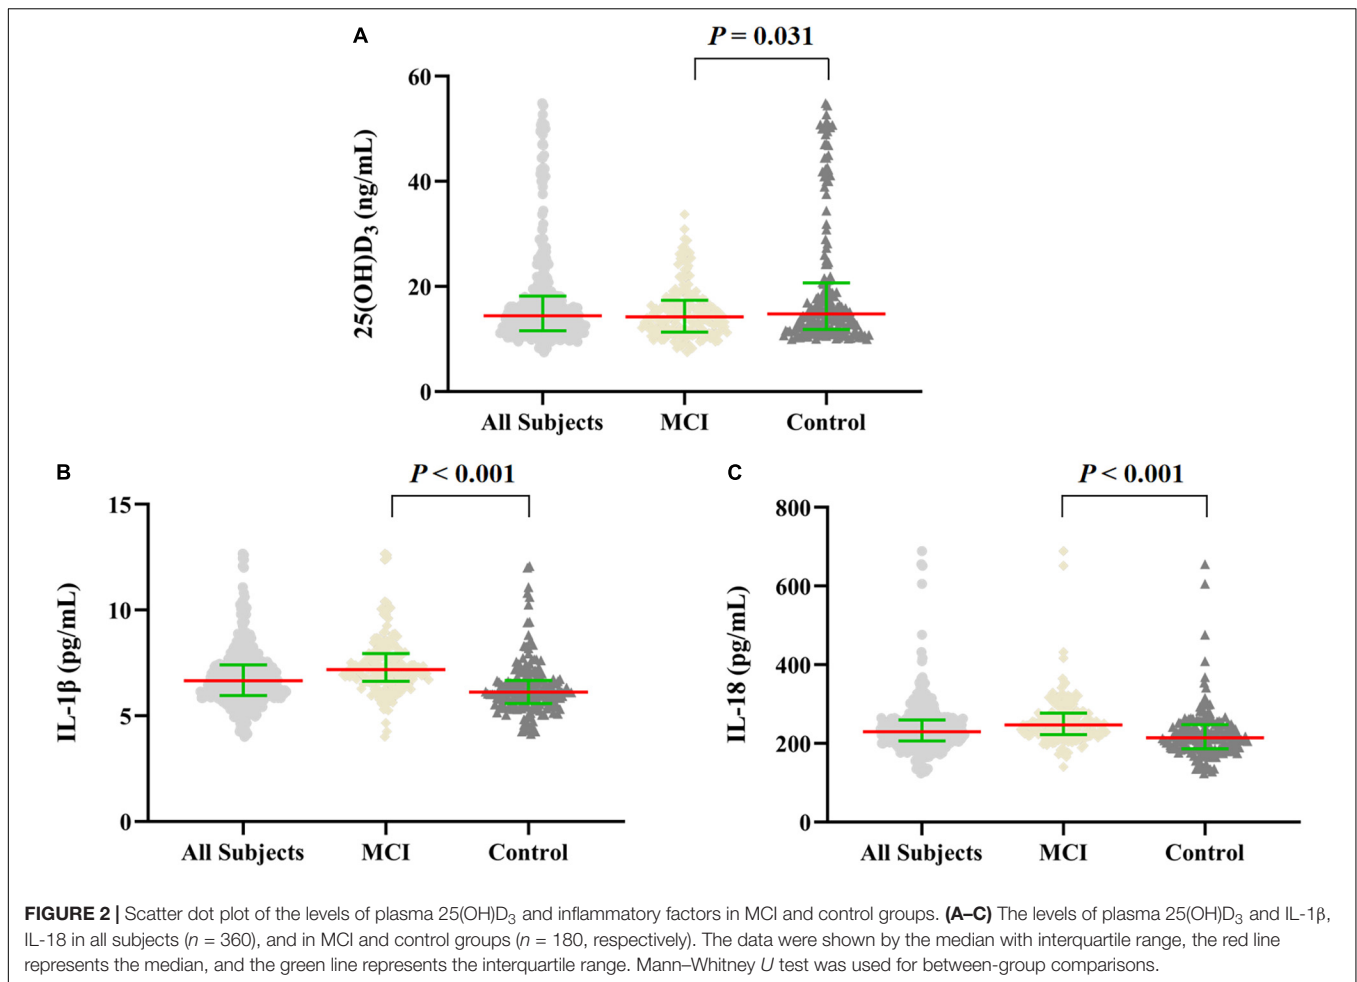 A
P = 0.031
60
40
20
0
25(OH)D3 (ng/mL)
All Subjects MCI Control
B
P < 0.001
15
10
5
0
IL-1β (pg/mL)
All Subjects MCI Control
C
P < 0.001
800
600
400
200
0
IL-18 (pg/mL)
All Subjects MCI Control
FIGURE 2 | Scatter dot plot of the levels of plasma 25(OH)D3 and inflammatory factors in MCI and control groups. (A–C) The levels of plasma 25(OH)D3 and IL-1β,
IL-18 in all subjects (n = 360), and in MCI and control groups (n = 180, respectively). The data were shown by the median with interquartile range, the red line
represents the median, and the green line represents the interquartile range. Mann–Whitney U test was used for between-group comparisons.